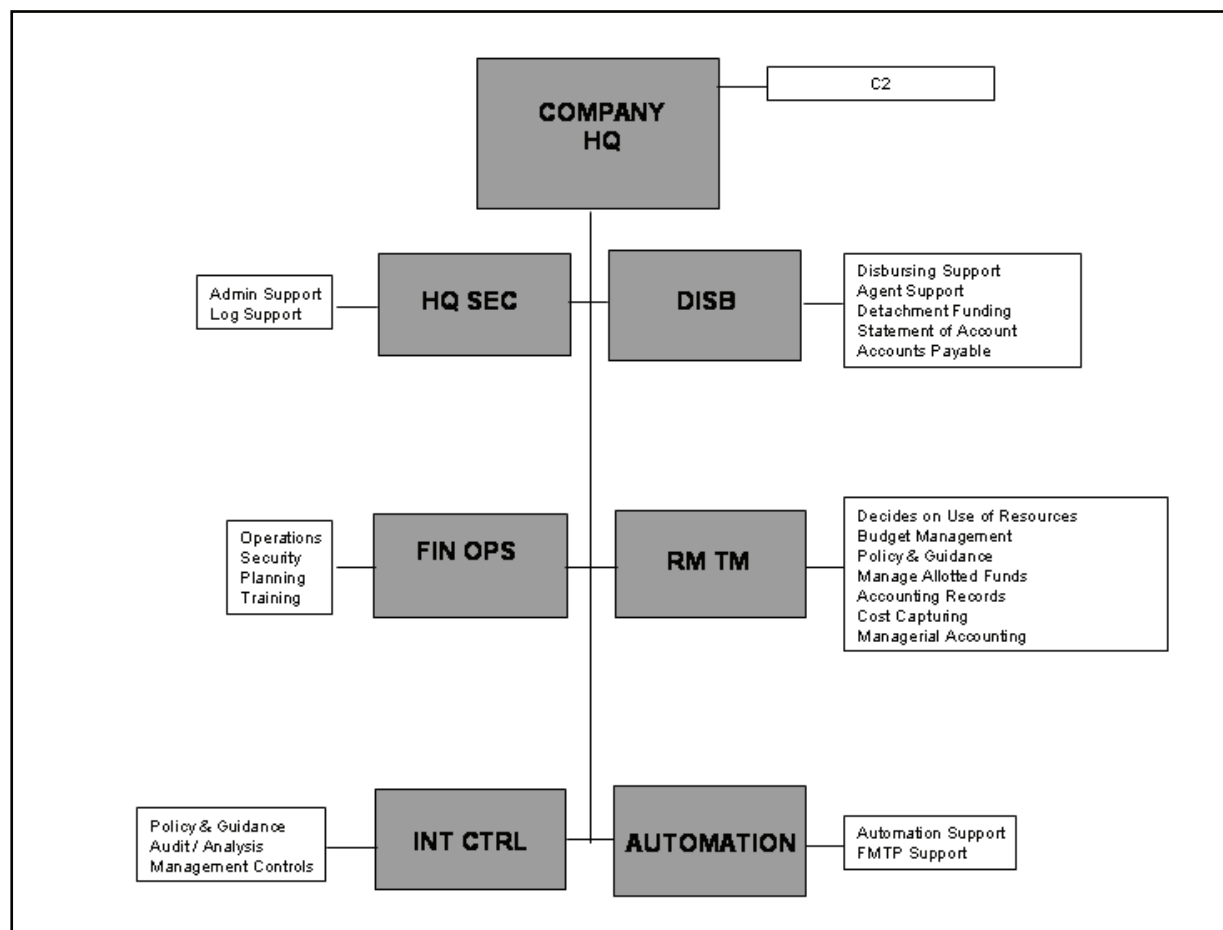 COMPANY
HQ
C2
HQ SEC
Admin Support
Log Support
DISB
Disbursing Support
Agent Support
Detachment Funding
Statement of Account
Accounts Payable
FIN OPS
Operations
Security
Planning
Training
RM TM
Decides on Use of Resources
Budget Management
Policy & Guidance
Manage Allotted Funds
Accounting Records
Cost Capturing
Managerial Accounting
INT CTRL
Policy & Guidance
Audit / Analysis
Management Controls
AUTOMATION
Automation Support
FMTP Support